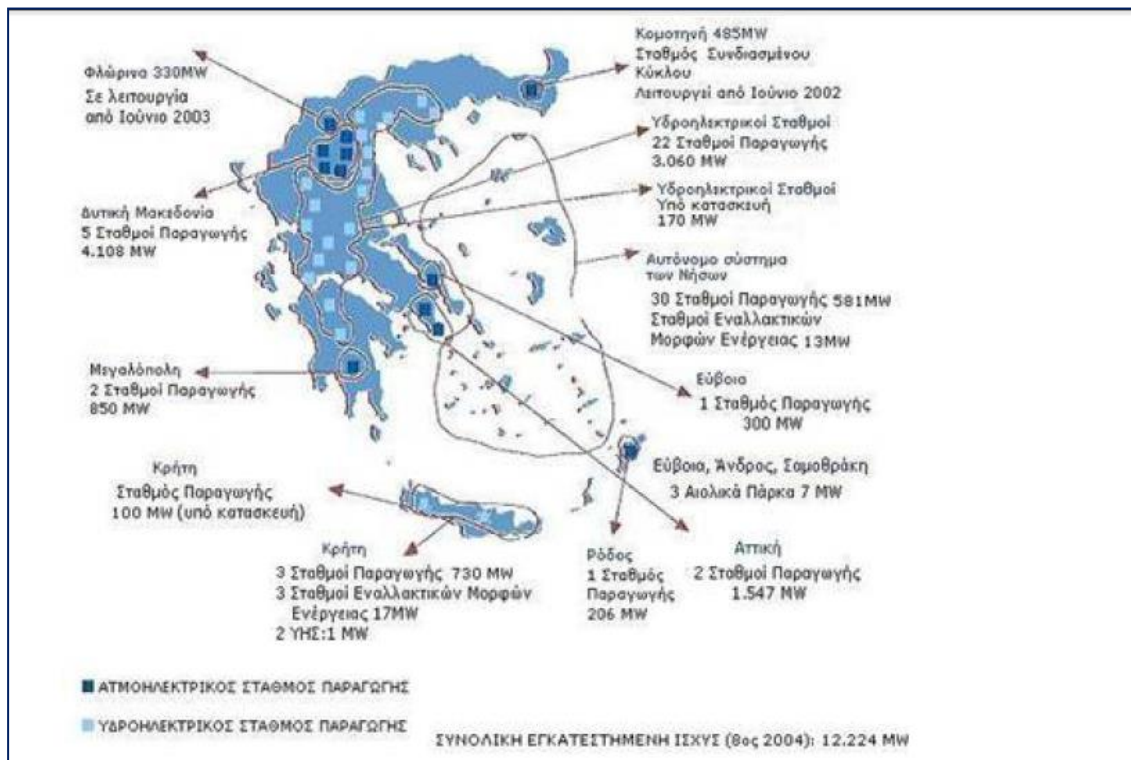 Φλώρινα 330MW
Σε λειτουργία
από Ιούνιο 2003
Κομοτηνή 485MW
Σταθμός Συνδιασμένου
Κύκλου
Λειτουργεί από Ιούνιο 2002
Υδροηλεκτρικοί Σταθμοί
22 Σταθμοί Παραγωγής
3.060 MW
Υδροηλεκτρικοί Σταθμοί
Υπό κατασκευή
170 MW
Δυτική Μακεδονία
5 Σταθμοί Παραγωγής
4.108 MW
Αυτόνομο σύστημα
των Νήσων
30 Σταθμοί Παραγωγής 581MW
Σταθμοί Εναλλακτικών
Μορφών Ενέργειας 13MW
Μεγαλόπολη
2 Σταθμοί Παραγωγής
850 MW
Εύβοια
1 Σταθμός Παραγωγής
300 MW
Εύβοια, Άνδρος, Σαμοθράκη
3 Αιολικά Πάρκα 7 MW
Κρήτη
Σταθμός Παραγωγής
100 MW (υπό κατασκευή)
Κρήτη
3 Σταθμοί Παραγωγής 730 MW
3 Σταθμοί Εναλλακτικών Μορφών
Ενέργειας 17MW
2 ΥΗΣ:1 MW
Ρόδος
1 Σταθμός
Παραγωγής
206 MW
Αττική
2 Σταθμοί Παραγωγής
1.547 MW
ΑΤΜΟΗΛΕΚΤΡΙΚΟΣ ΣΤΑΘΜΟΣ ΠΑΡΑΓΩΓΗΣ
ΥΔΡΟΗΛΕΚΤΡΙΚΟΣ ΣΤΑΘΜΟΣ ΠΑΡΑΓΩΓΗΣ
ΣΥΝΟΛΙΚΗ ΕΓΚΑΤΕΣΤΗΜΕΝΗ ΙΣΧΥΣ (8ος 2004): 12.224 MW